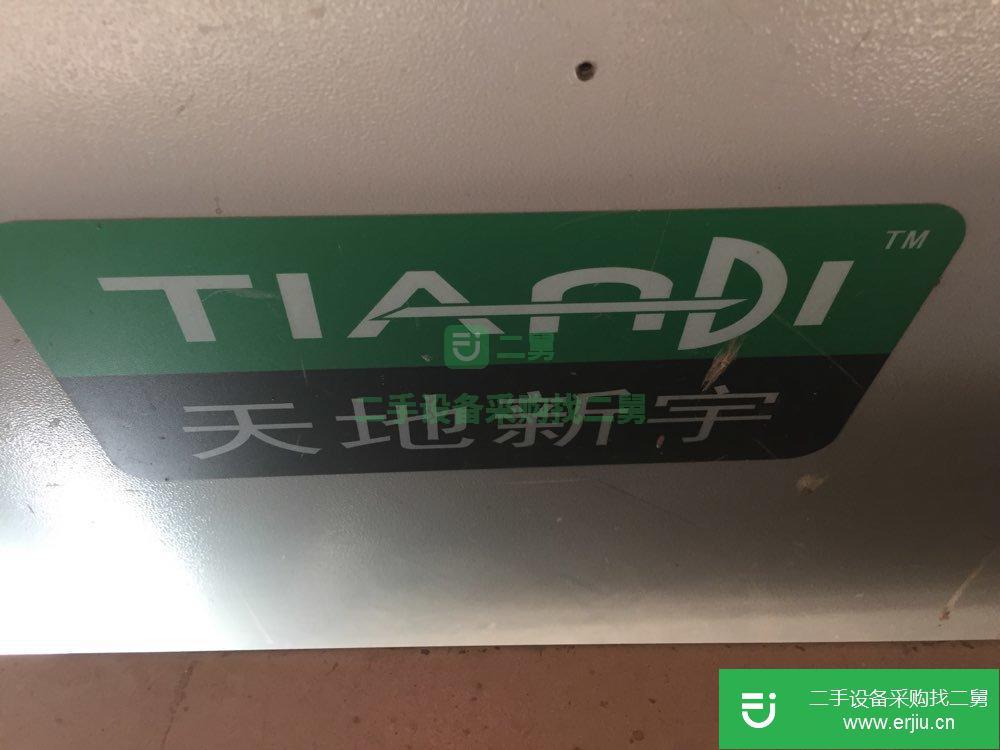 TIANDI
TM
二舅
天地新宇
二手设备采购找二舅
二手设备采购找二舅
www.erjiu.cn